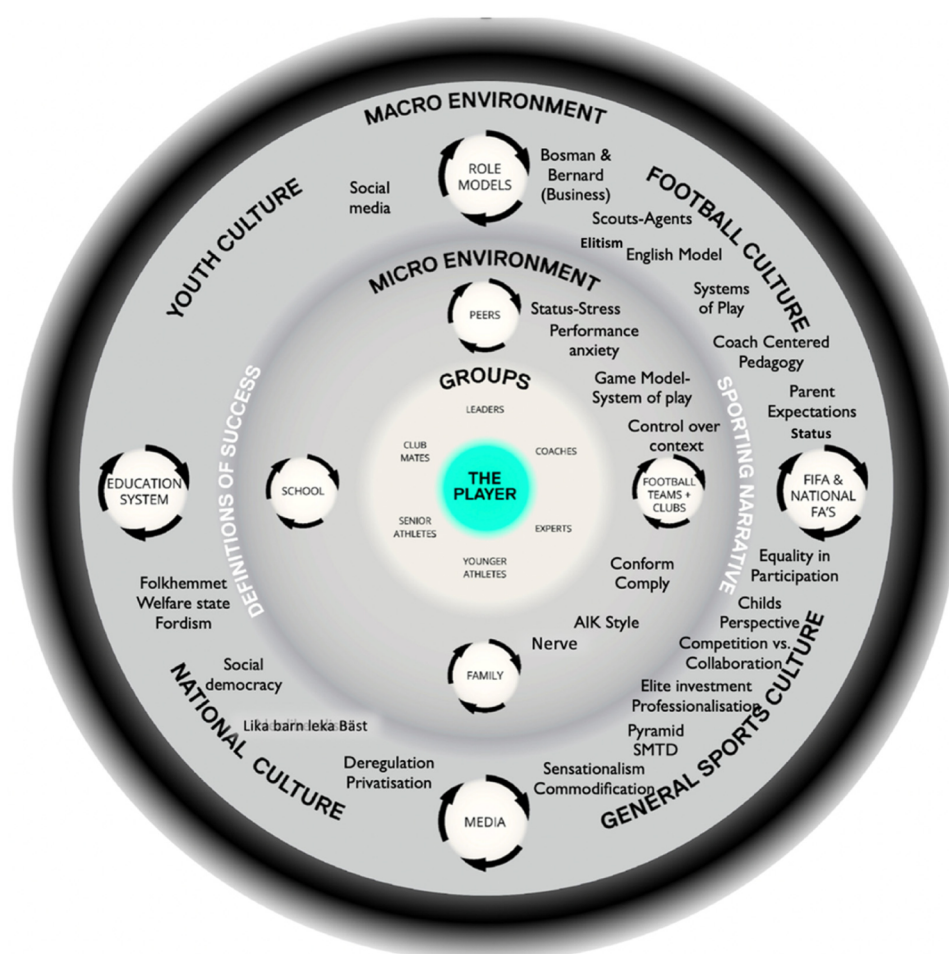 MACRO ENVIRONMENT
ROLE
MODELS
Bosman &
Bernard
(Business)
Social
media
YOUTH CULTURE
FOOTBALL CULTURE
Scouts-Agents
Elitism
English Model
MICRO ENVIRONMENT
Systems
of Play
PEERS
Status-Stress
Performance
anxiety
Coach Centered
Pedagogy
GROUPS
Game Model-
System of play
Parent
Expectations
Status
LEADERS
Control over
context
CLUB
MATES
COACHES
DEFINITIONS OF SUCCESS
SPORTING NARRATIVE
EDUCATION
SYSTEM
SCHOOL
THE
PLAYER
FOOTBALL
TEAMS +
CLUBS
FIFA &
NATIONAL
FA'S
SENIOR
ATHLETES
EXPERTS
YOUNGER
ATHLETES
Conform
Comply
Equality in
Participation
Folkhemmet
Welfare state
Fordism
Childs
Perspective
AIK Style
Nerve
Competition vs.
Collaboration
FAMILY
Social
democracy
Elite investment
Professionalisation
Lika barn leka Bäst
Pyramid
SMTD
NATIONAL CULTURE
GENERAL SPORTS CULTURE
Deregulation
Privatisation
Sensationalism
Commodification
MEDIA